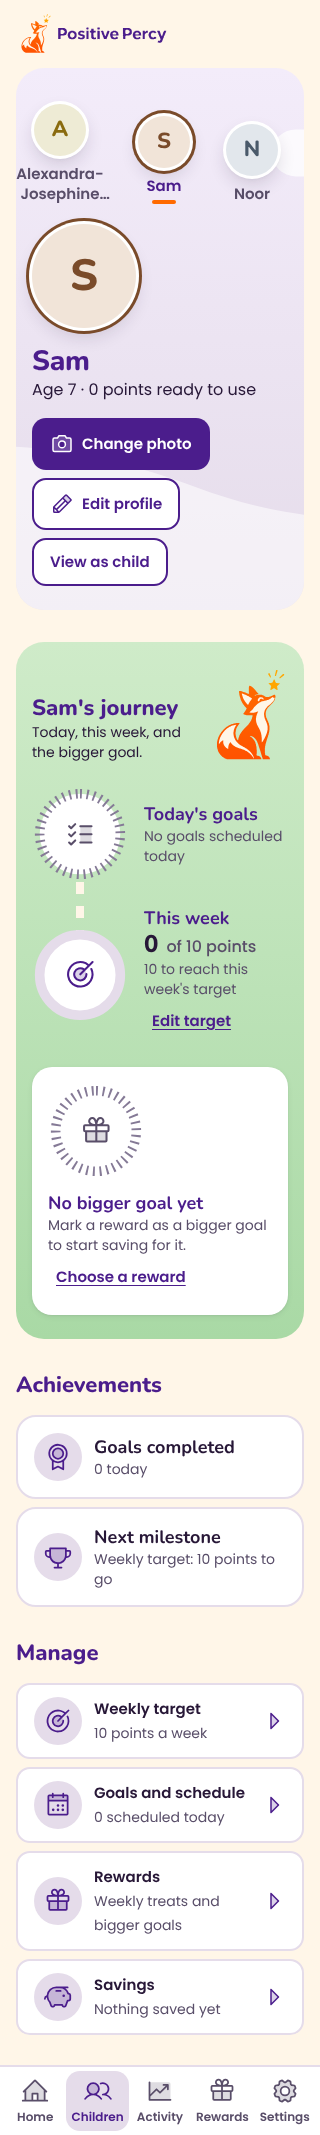 Positive Percy
A
S
N
Alexandra-
Josephine...
Sam
Noor
S
Sam
Age 7 · 0 points ready to use
Change photo
Edit profile
View as child
Sam's journey
Today, this week, and
the bigger goal.
Today's goals
No goals scheduled
today
This week
0 of 10 points
10 to reach this
week's target
Edit target
No bigger goal yet
Mark a reward as a bigger goal
to start saving for it.
Choose a reward
Achievements
Goals completed
0 today
Next milestone
Weekly target: 10 points to
go
Manage
Weekly target
10 points a week
Goals and schedule
0 scheduled today
Rewards
Weekly treats and
bigger goals
Savings
Nothing saved yet
Home
Children
Activity
Rewards
Settings